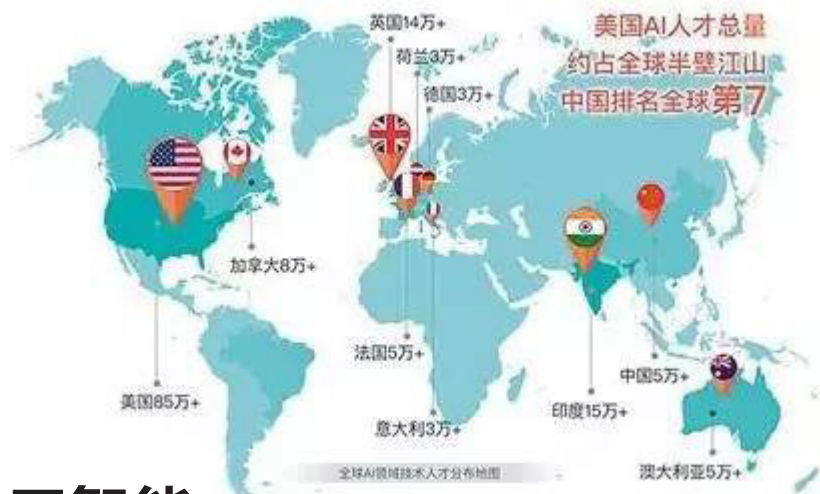 英国14万+
荷兰3万+
德国3万+
美国AI人才总量
约占全球半壁江山
中国排名全球第7
加拿大8万+
法国5万+
美国85万+
意大利3万+
中国5万+
印度15万+
澳大利亚5万+
全球AI领域技术人才分布地图